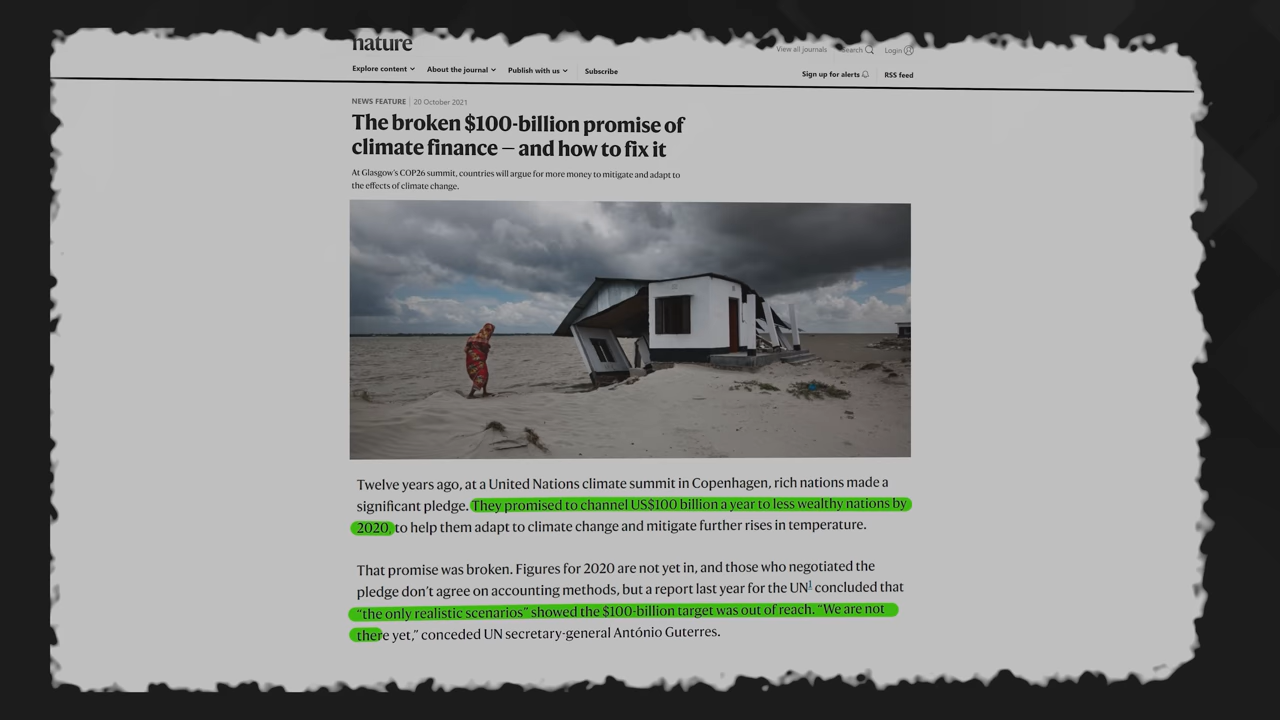 nature
View all journals Search Login
Explore content About the journal Publish with us Subscribe
Sign up for alerts RSS feed
NEWS FEATURE 20 October 2021
The broken $100-billion promise of
climate finance — and how to fix it
At Glasgow's COP26 summit, countries will argue for more money to mitigate and adapt to
the effects of climate change.
Twelve years ago, at a United Nations climate summit in Copenhagen, rich nations made a
significant pledge. They promised to channel US$100 billion a year to less wealthy nations by
2020, to help them adapt to climate change and mitigate further rises in temperature.
That promise was broken. Figures for 2020 are not yet in, and those who negotiated the
pledge don't agree on accounting methods, but a report last year for the UN1 concluded that
“the only realistic scenarios” showed the $100-billion target was out of reach. “We are not
there yet,” conceded UN secretary-general António Guterres.